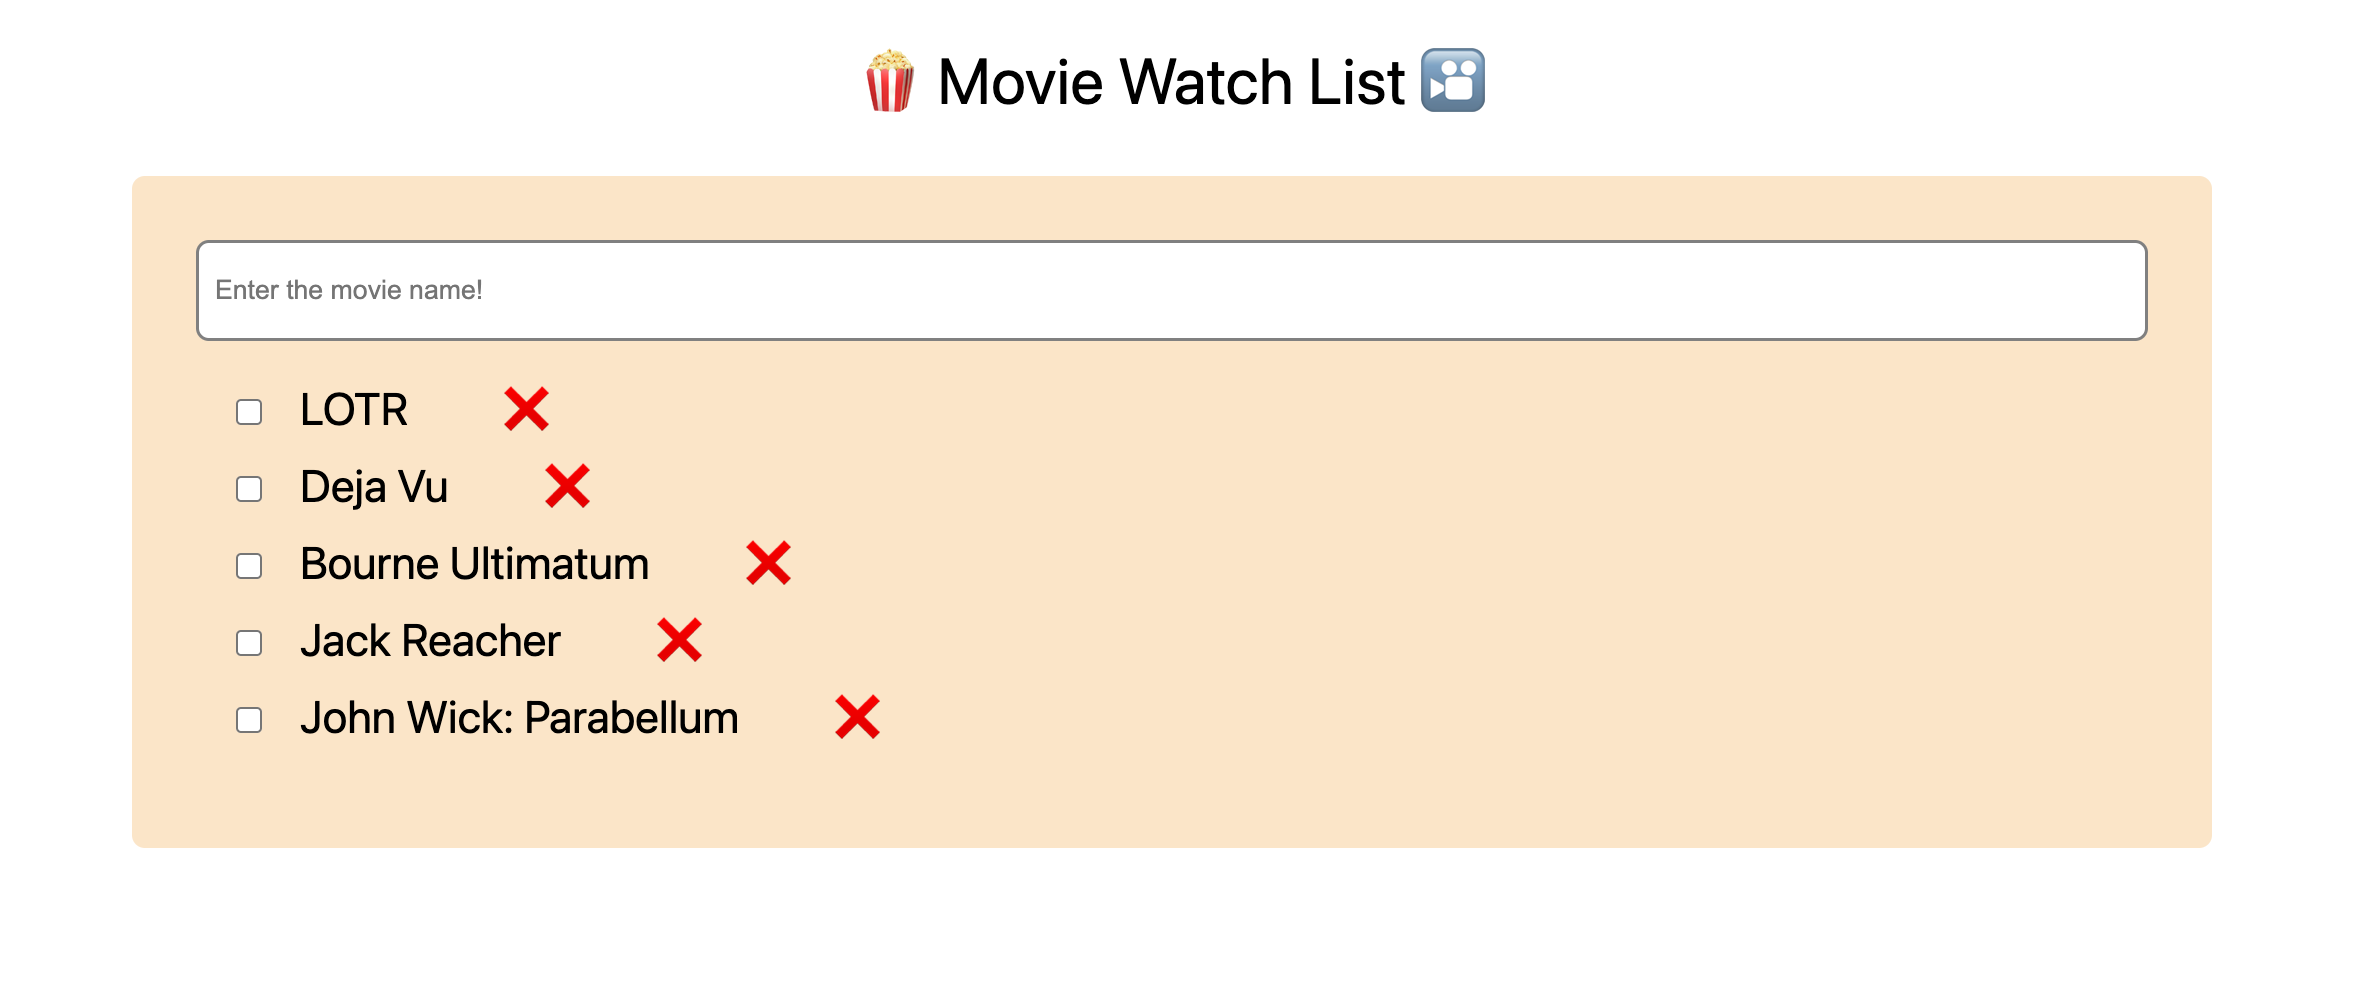 🍿 Movie Watch List 🎦
Enter the movie name!
LOTR ❌
Deja Vu ❌
Bourne Ultimatum ❌
Jack Reacher ❌
John Wick: Parabellum ❌